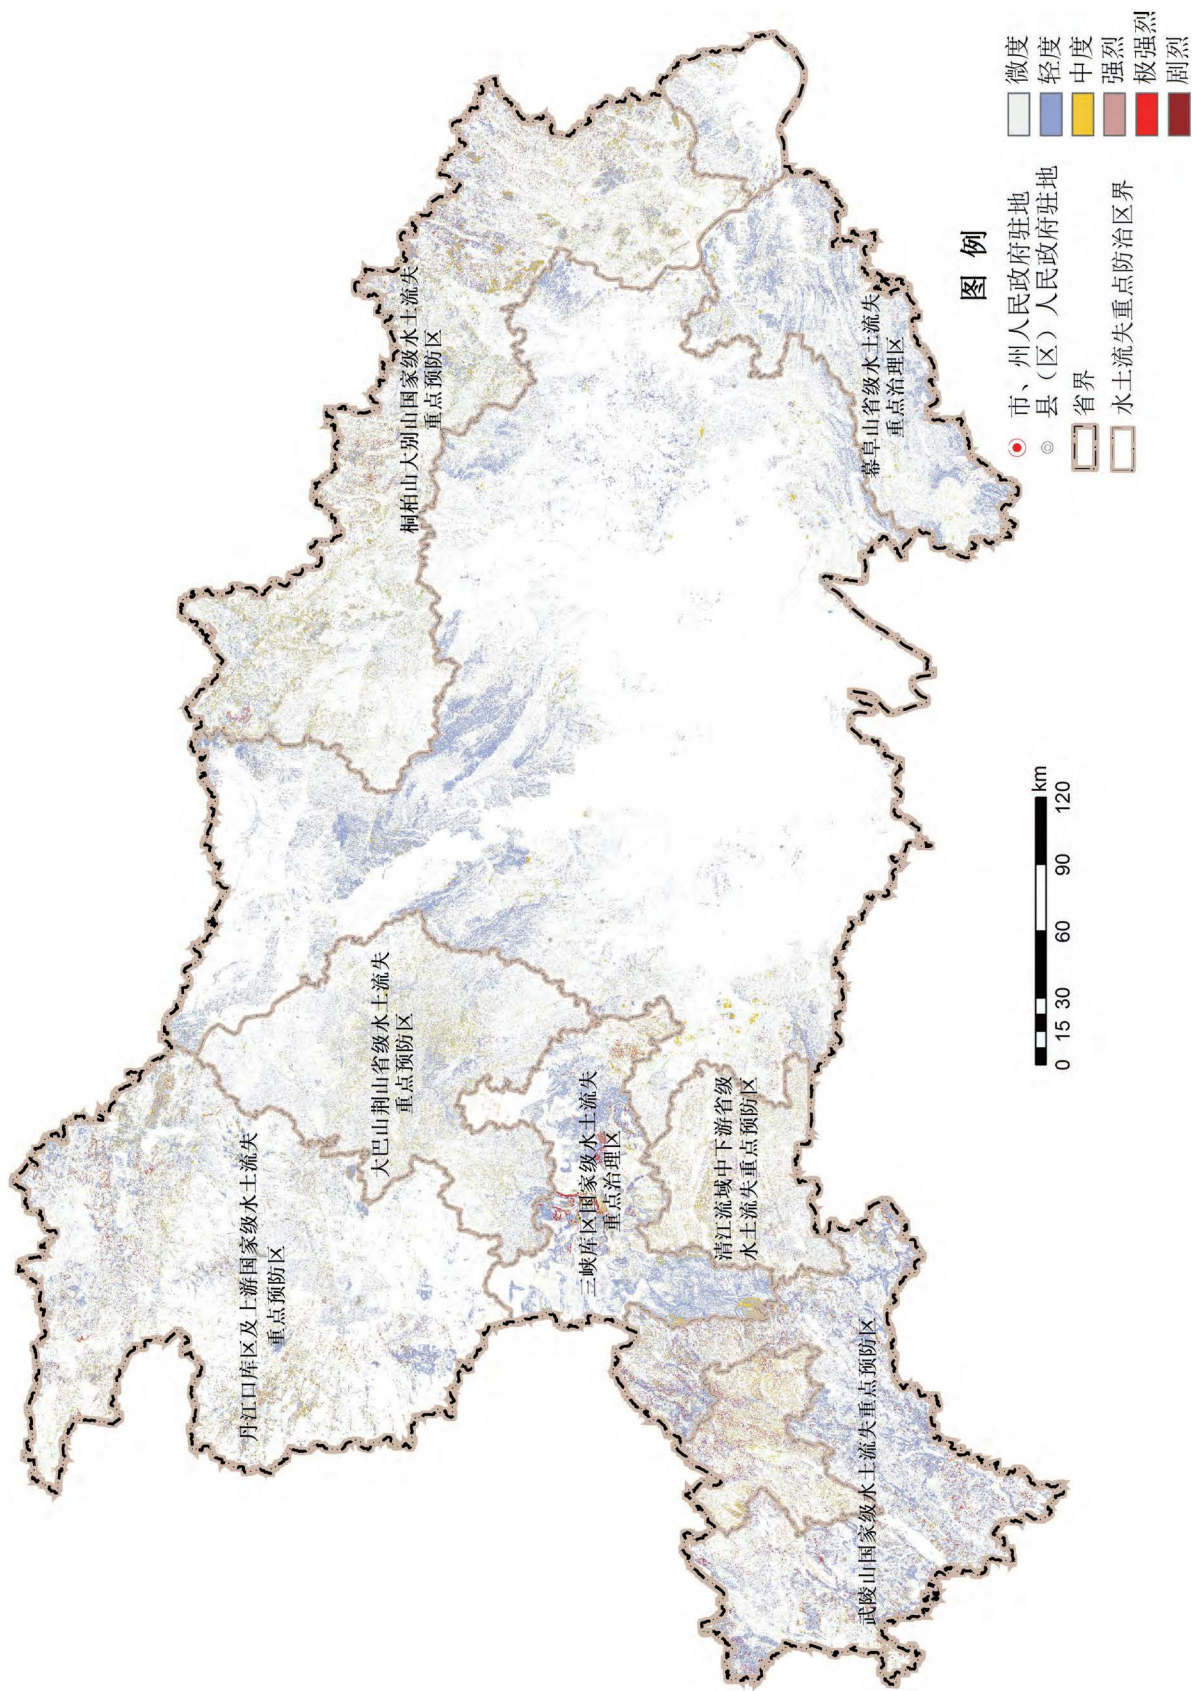 丹江口库区及上游国家级水土流失
重点预防区
大巴山荆山省级水土流失
重点预防区
桐柏山大别山国家级水土流失
重点预防区
三峡库区国家级水土流失
重点治理区
清江流域中下游省级
水土流失重点预防区
武陵山国家级水土流失重点预防区
幕阜山省级水土流失
重点治理区
0 15 30 60 90 120
km
图 例
市、州人民政府驻地
县（区）人民政府驻地
省界
水土流失重点防治区界
微度
轻度
中度
强烈
极强烈
剧烈